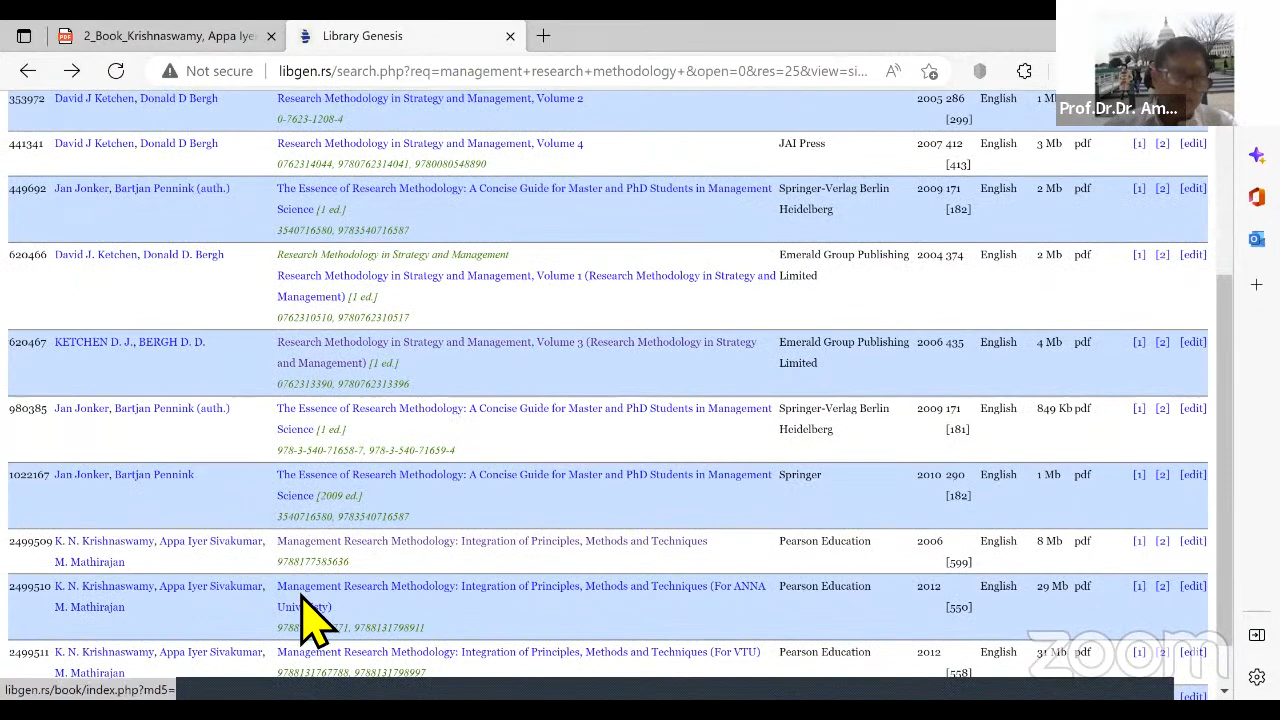 2_Book_Krishnaswamy, Appa Iyer
Library Genesis
Not secure
libgen.rs/search.php?req=management+research+methodology+&open=0&res=25&view=si...
Prof.Dr.Dr. Am...
353972 David J Ketchen, Donald D Bergh Research Methodology in Strategy and Management, Volume 2 2005 286 English 1 Mb
0-7623-1208-4 [299]
441341 David J Ketchen, Donald D Bergh Research Methodology in Strategy and Management, Volume 4 JAI Press 2007 412 English 3 Mb pdf [1] [2] [edit]
0762314044, 9780762314041, 9780080548890 [413]
449692 Jan Jonker, Bartjan Pennink (auth.) The Essence of Research Methodology: A Concise Guide for Master and PhD Students in Management Springer-Verlag Berlin 2009 171 English 2 Mb pdf [1] [2] [edit]
Science [1 ed.] Heidelberg [182]
3540716580, 9783540716587
620466 David J. Ketchen, Donald D. Bergh Research Methodology in Strategy and Management Emerald Group Publishing 2004 374 English 2 Mb pdf [1] [2] [edit]
Research Methodology in Strategy and Management, Volume 1 (Research Methodology in Strategy and Limited
Management) [1 ed.]
0762310510, 9780762310517
620467 KETCHEN D. J., BERGH D. D. Research Methodology in Strategy and Management, Volume 3 (Research Methodology in Strategy Emerald Group Publishing 2006 435 English 4 Mb pdf [1] [2] [edit]
and Management) [1 ed.] Limited
0762313390, 9780762313396
980385 Jan Jonker, Bartjan Pennink (auth.) The Essence of Research Methodology: A Concise Guide for Master and PhD Students in Management Springer-Verlag Berlin 2009 171 English 849 Kb pdf [1] [2] [edit]
Science [1 ed.] Heidelberg [181]
978-3-540-71658-7, 978-3-540-71659-4
1022167 Jan Jonker, Bartjan Pennink The Essence of Research Methodology: A Concise Guide for Master and PhD Students in Management Springer 2010 290 English 1 Mb pdf [1] [2] [edit]
Science [2009 ed.] [182]
3540716580, 9783540716587
2499509 K. N. Krishnaswamy, Appa Iyer Sivakumar, Management Research Methodology: Integration of Principles, Methods and Techniques Pearson Education 2006 English 8 Mb pdf [1] [2] [edit]
M. Mathirajan 9788177585636 [599]
2499510 K. N. Krishnaswamy, Appa Iyer Sivakumar, Management Research Methodology: Integration of Principles, Methods and Techniques (For ANNA Pearson Education 2012 English 29 Mb pdf [1] [2] [edit]
M. Mathirajan [550]
9788131798911
2499511 K. N. Krishnaswamy, Appa Iyer Sivakumar, Management Research Methodology: Integration of Principles, Methods and Techniques (For VTU) Pearson Education 2012 English 31 Mb pdf [1] [2] [edit]
M. Mathirajan 9788131767788, 9788131798997 [558]
zoom
libgen.rs/book/index.php?md5=
[edit]